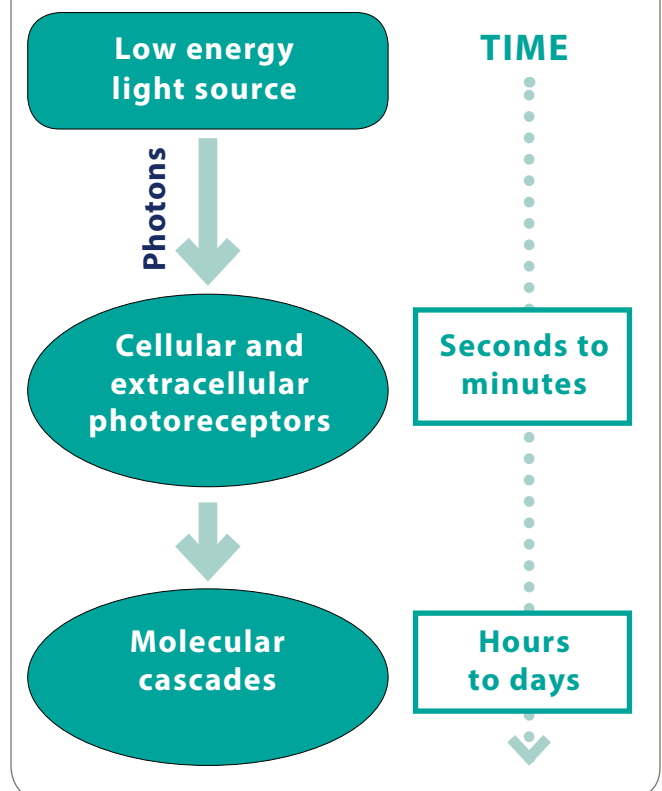 Low energy
light source
TIME
Photons
Cellular and
extracellular
photoreceptors
Seconds to
minutes
Molecular
cascades
Hours
to days